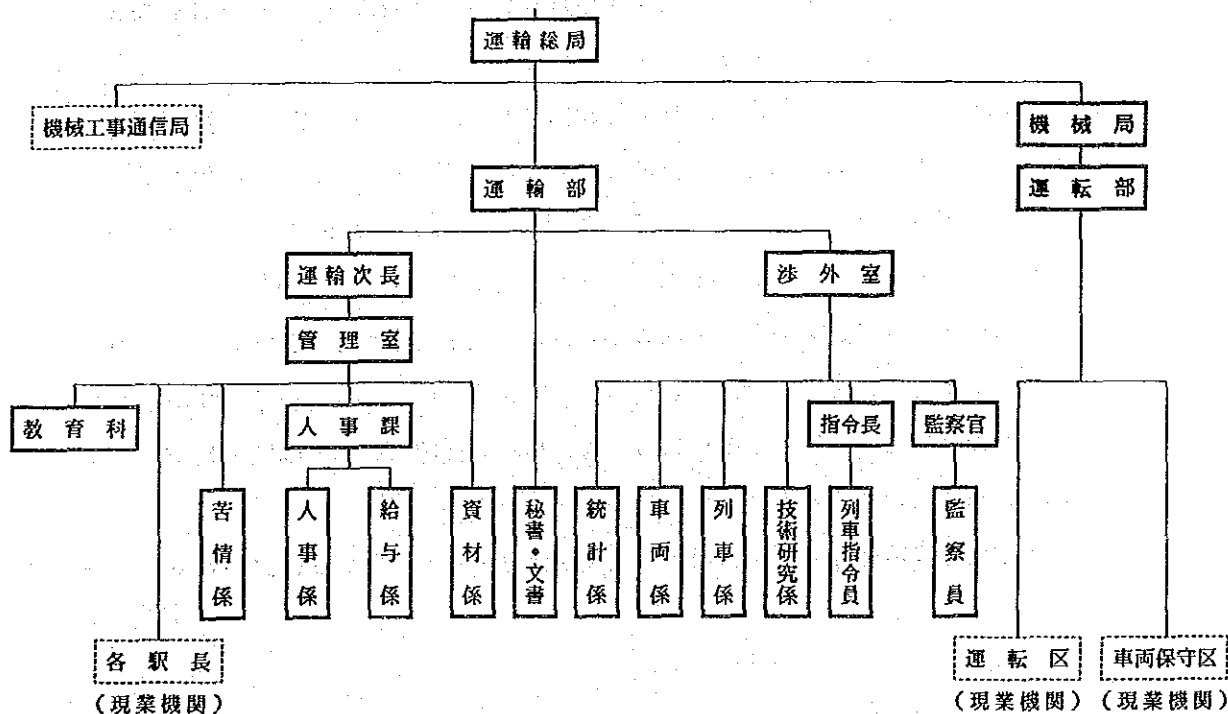 運輸総局
機械工事通信局
機械局
運輸部
運転部
運輸次長
渉外室
管理室
教育科
人事課
指令長
監察官
苦情係
人事係
給与係
資材係
秘書・文書
統計係
車両係
列車係
技術研究係
列車指令員
監察員
各駅長
(現業機関)
運転区
(現業機関)
車両保守区
(現業機関)